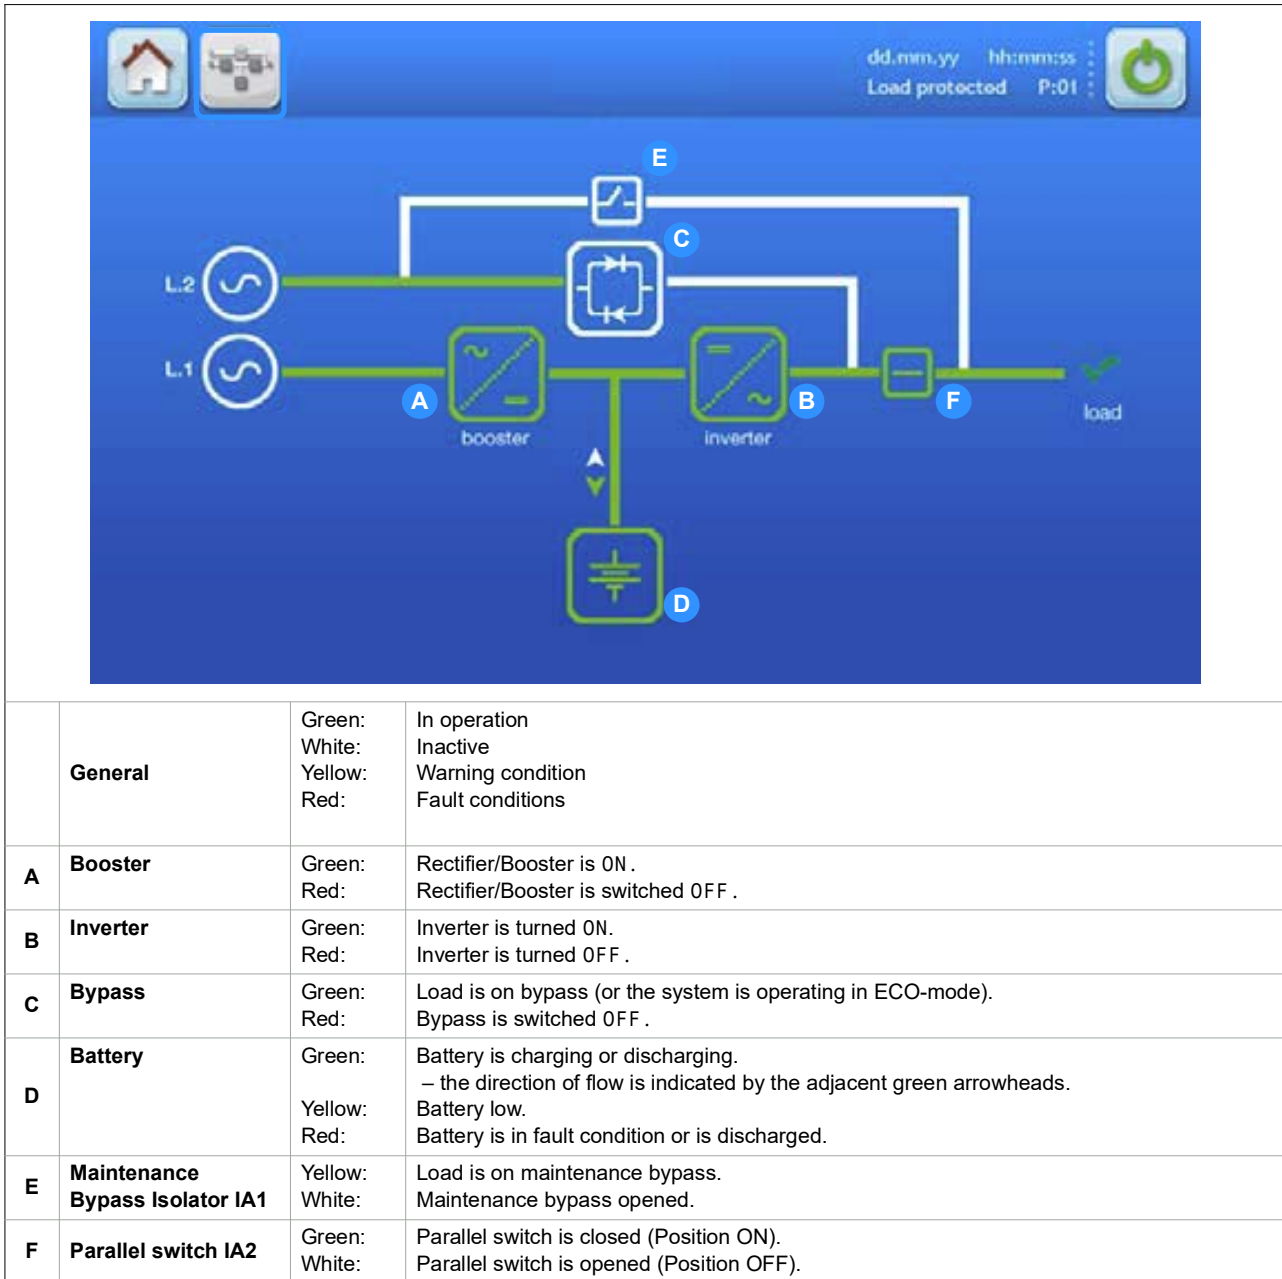 dd.mm.yy hh:mm:ss
Load protected P:01
E
C
L.2
L.1
A
B
F
booster
inverter
load
D
General
Green: In operation
White: Inactive
Yellow: Warning condition
Red: Fault conditions
A Booster
Green: Rectifier/Booster is ON.
Red: Rectifier/Booster is switched OFF.
B Inverter
Green: Inverter is turned ON.
Red: Inverter is turned OFF.
C Bypass
Green: Load is on bypass (or the system is operating in ECO-mode).
Red: Bypass is switched OFF.
D Battery
Green: Battery is charging or discharging.
– the direction of flow is indicated by the adjacent green arrowheads.
Yellow: Battery low.
Red: Battery is in fault condition or is discharged.
E Maintenance
Bypass Isolator IA1
Yellow: Load is on maintenance bypass.
White: Maintenance bypass opened.
F Parallel switch IA2
Green: Parallel switch is closed (Position ON).
White: Parallel switch is opened (Position OFF).